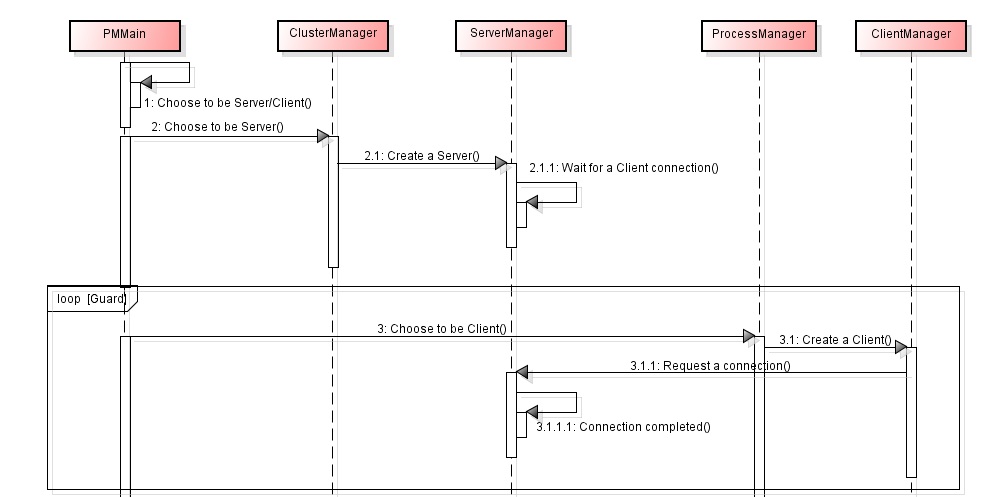 PMMain
ClusterManager
ServerManager
ProcessManager
ClientManager
1: Choose to be Server/Client()
2: Choose to be Server()
2.1: Create a Server()
2.1.1: Wait for a Client connection()
loop [Guard]
3: Choose to be Client()
3.1: Create a Client()
3.1.1: Request a connection()
3.1.1.1: Connection completed()